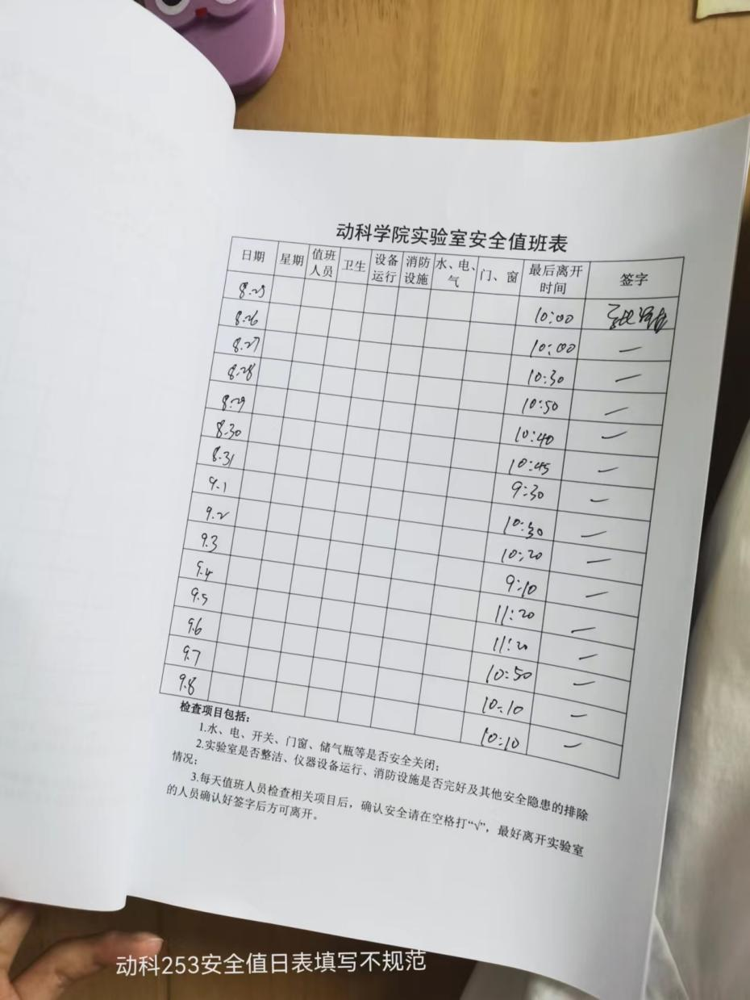 动科学院实验室安全值班表
日期 星期 值班人员 卫生 设备运行 消防设施 水、电、气 门、窗 最后离开时间 签字
8.25 10:00
8.26 10:00 —
8.27 10:30 —
8.28 10:50 —
8.29 10:40 —
8.30 10:45 —
8.31 9:30 —
9.1 10:30 —
9.2 10:20 —
9.3 9:10 —
9.4 11:20 —
9.5 11:20 —
9.6 10:50 —
9.7 10:10 —
9.8 10:10 —
检查项目包括:
1.水、电、开关、门窗、储气瓶等是否安全关闭;
2.实验室是否整洁、仪器设备运行、消防设施是否完好及其他安全隐患的排除
情况;
3.每天值班人员检查相关项目后,确认安全请在空格打“√”,最好离开实验室
的人员确认好签字后方可离开。
动科253安全值日表填写不规范